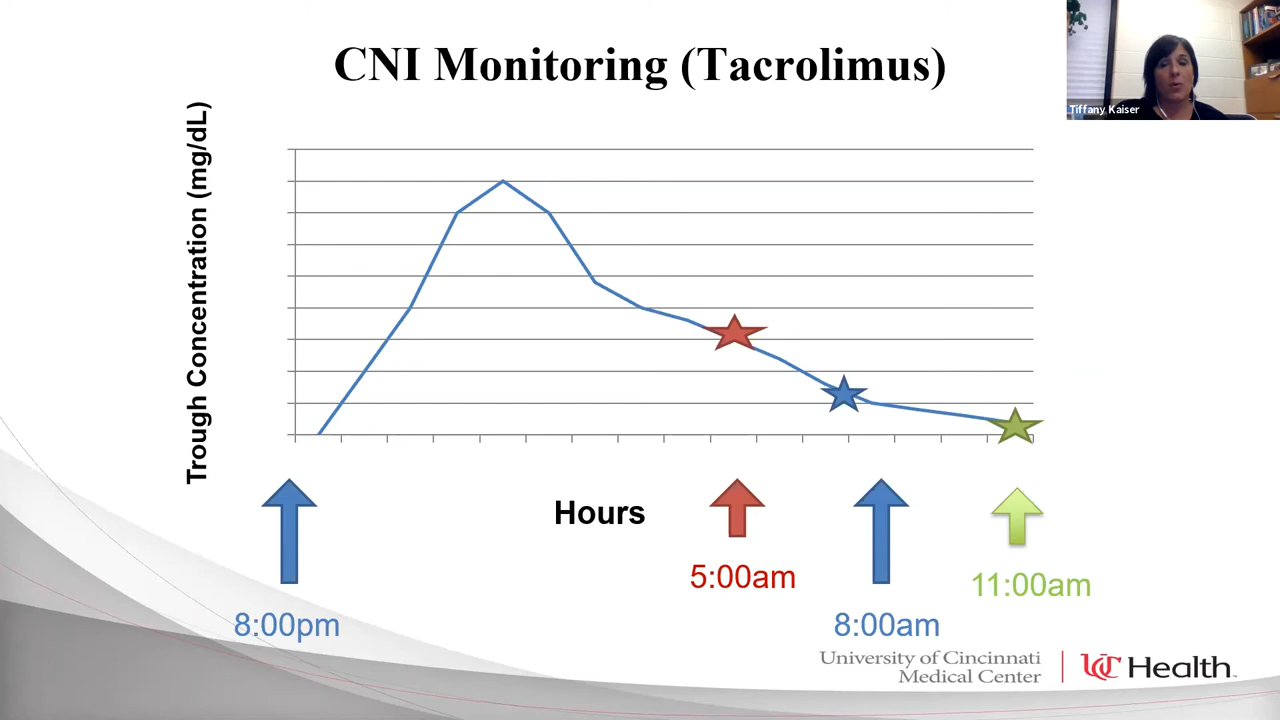 CNI Monitoring (Tacrolimus)
Tiffany Kaiser
Trough Concentration (mg/dL)
Hours
5:00am
11:00am
8:00pm
8:00am
University of Cincinnati
Medical Center
UC Health™